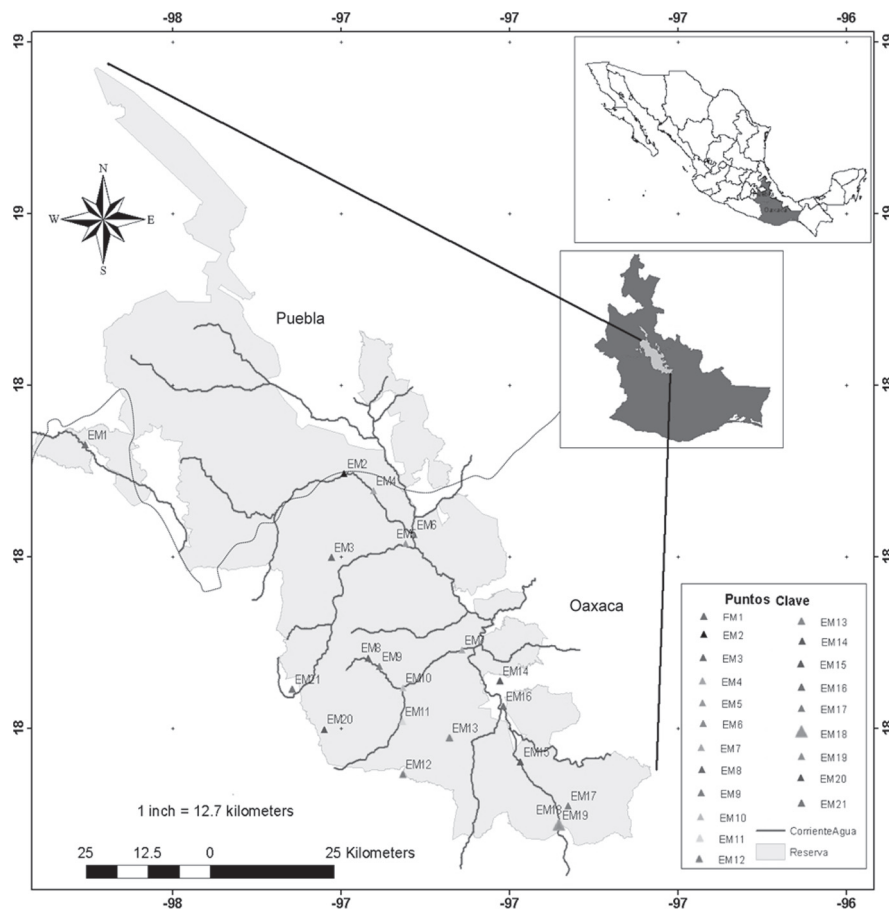 -98
-97
-97
-97
-96
19
19
19
19
N
W
E
S
Oaxaca
Puebla
18
18
EM1
EM2
EM4
EM6
EM5
18
18
EM3
Oaxaca
EM8
EM9
EM14
EM21
EM10
EM16
EM11
EM20
EM13
18
18
EM15
EM12
EM17
EM18
EM19
1 inch = 12.7 kilometers
25
12.5
0
25 Kilometers
Puntos Clave
EM1
EM2
EM3
EM4
EM5
EM6
EM7
EM8
EM9
EM10
EM11
EM12
EM13
EM14
EM15
EM16
EM17
EM18
EM19
EM20
EM21
CorrienteAgua
Reserva
-98
-97
-97
-97
-96